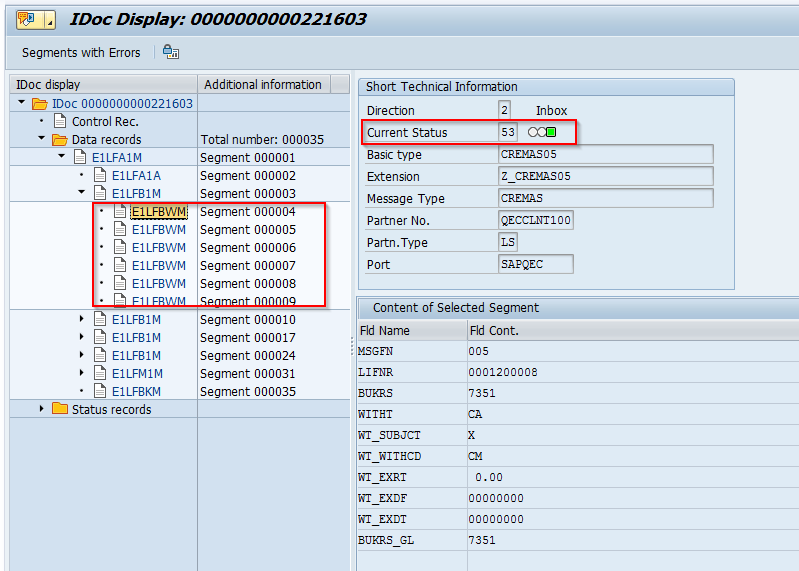 IDoc Display: 0000000000221603
Segments with Errors
IDoc display Additional information
IDoc 0000000000221603
Control Rec.
Data records Total number: 000035
E1LFA1M Segment 000001
E1LFA1A Segment 000002
E1LFB1M Segment 000003
E1LFBWM Segment 000004
E1LFBWM Segment 000005
E1LFBWM Segment 000006
E1LFBWM Segment 000007
E1LFBWM Segment 000008
E1LFBWM Segment 000009
E1LFB1M Segment 000010
E1LFB1M Segment 000017
E1LFB1M Segment 000024
E1LFM1M Segment 000031
E1LFBKM Segment 000035
Status records
Short Technical Information
Direction 2 Inbox
Current Status 53
Basic type CREMAS05
Extension Z_CREMAS05
Message Type CREMAS
Partner No. QECCLNT100
Partn.Type LS
Port SAPQEC
Content of Selected Segment
Fld Name Fld Cont.
MSGFN 005
LIFNR 0001200008
BUKRS 7351
WITHT CA
WT_SUBJCT X
WT_WITHCD CM
WT_EXRT 0.00
WT_EXDF 00000000
WT_EXDT 00000000
BUKRS_GL 7351